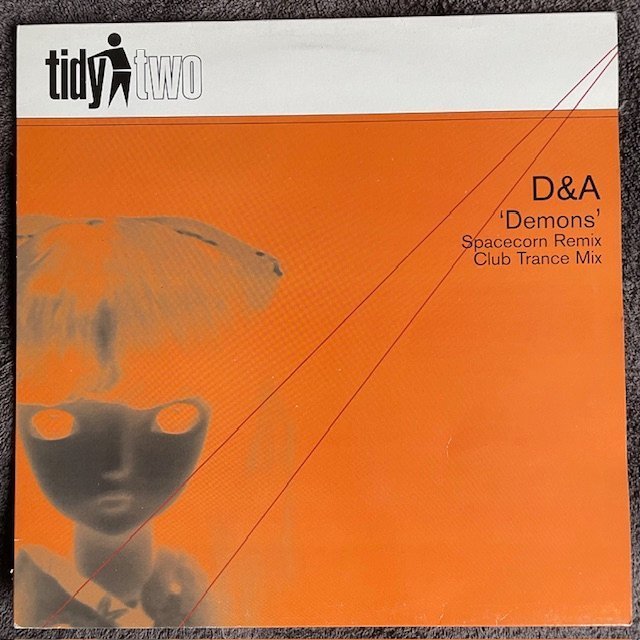 tidy two
D&A
'Demons'
Spacecorn Remix
Club Trance Mix